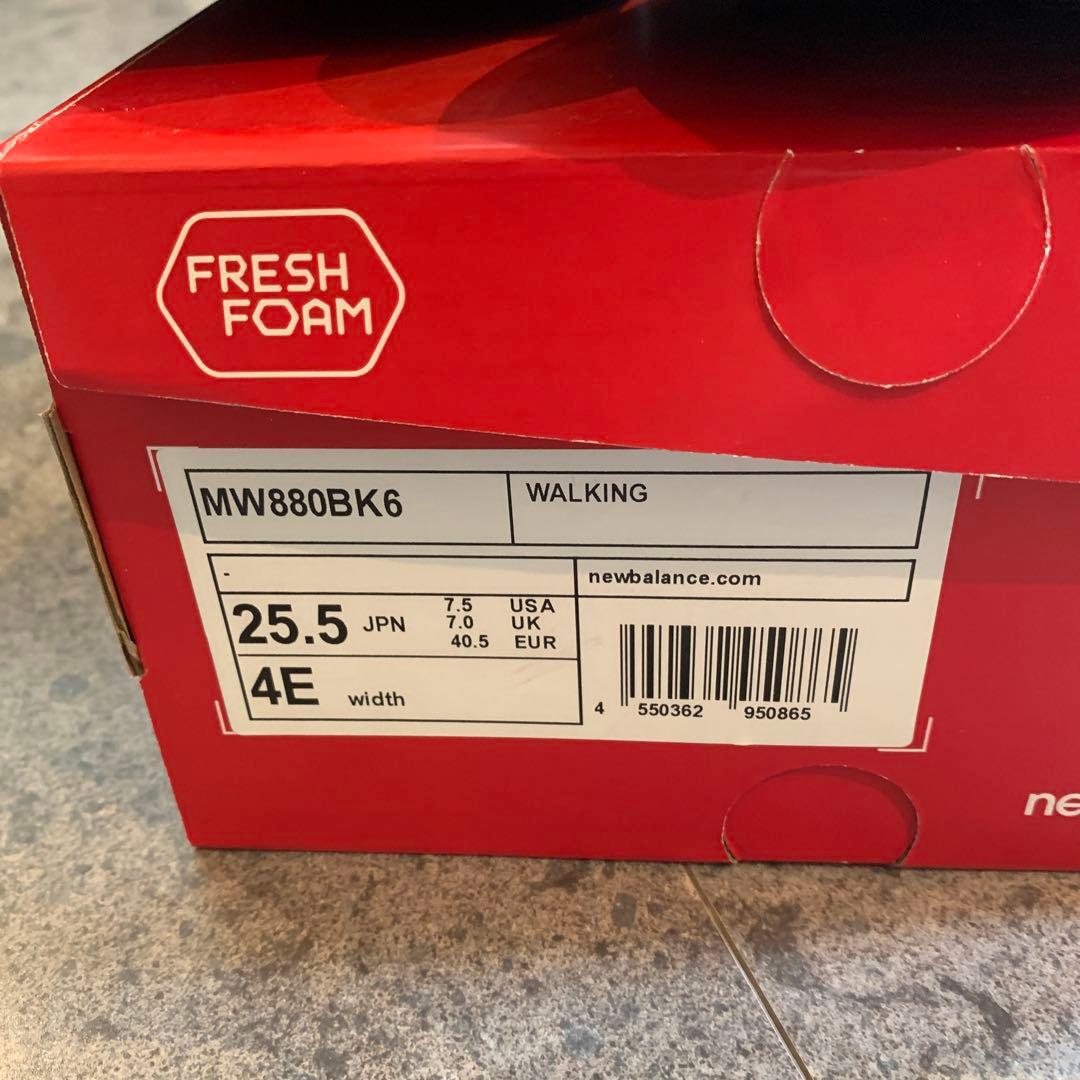 FRESH
FOAM
MW880BK6
WALKING
-
newbalance.com
25.5 JPN
7.5 USA
7.0 UK
40.5 EUR
4E width
4 550362 950865
ne